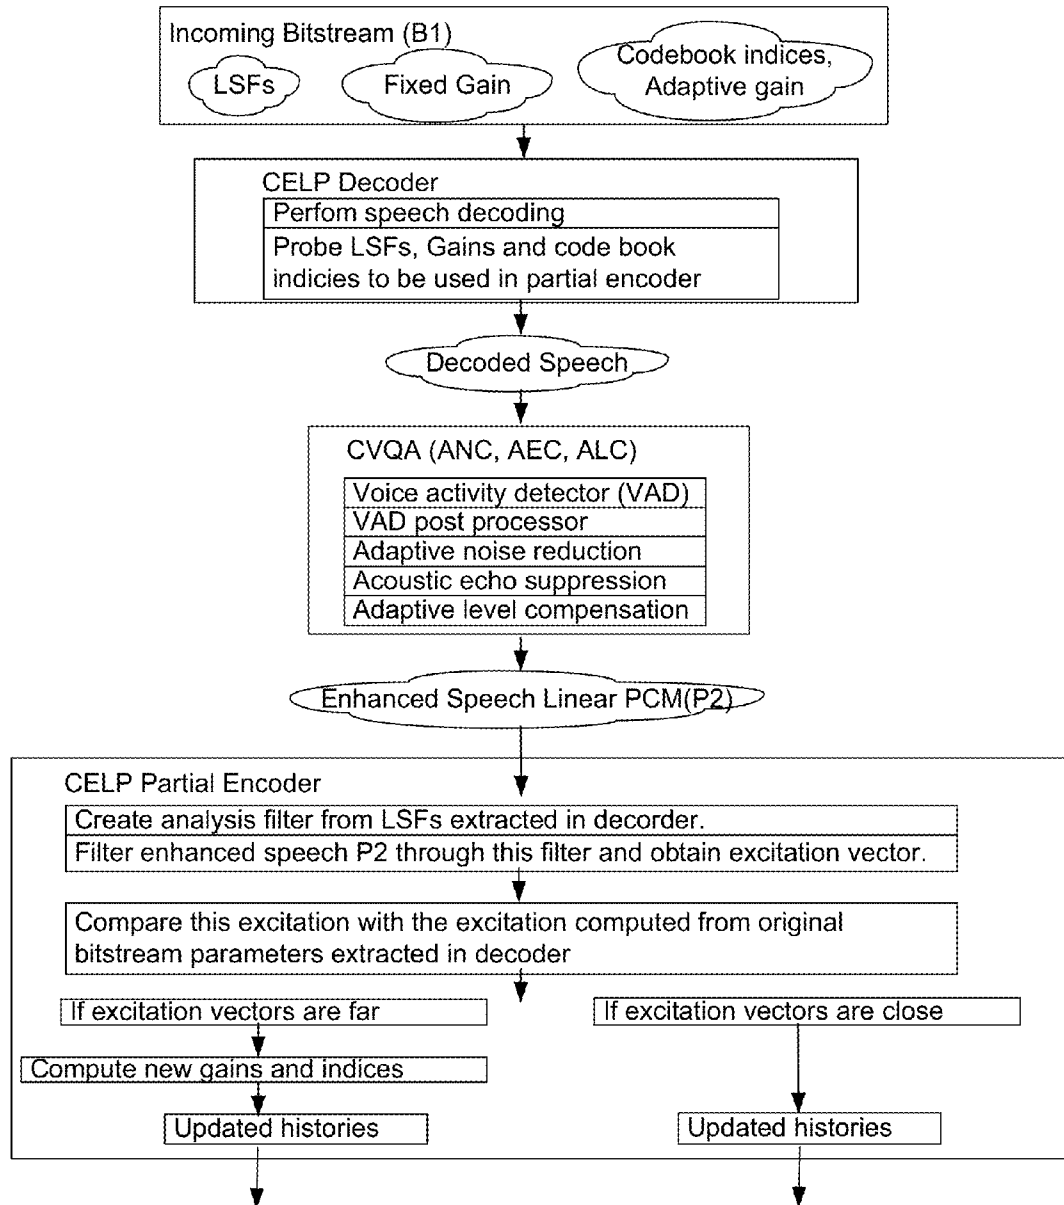 Incoming Bitstream (B1)
LSFs
Fixed Gain
Codebook indices,
Adaptive gain
CELP Decoder
Perfom speech decoding
Probe LSFs, Gains and code book
indicies to be used in partial encoder
Decoded Speech
CVQA (ANC, AEC, ALC)
Voice activity detector (VAD)
VAD post processor
Adaptive noise reduction
Acoustic echo suppression
Adaptive level compensation
Enhanced Speech Linear PCM(P2)
CELP Partial Encoder
Create analysis filter from LSFs extracted in decorder.
Filter enhanced speech P2 through this filter and obtain excitation vector.
Compare this excitation with the excitation computed from original
bitstream parameters extracted in decoder
If excitation vectors are far
If excitation vectors are close
Compute new gains and indices
Updated histories
Updated histories